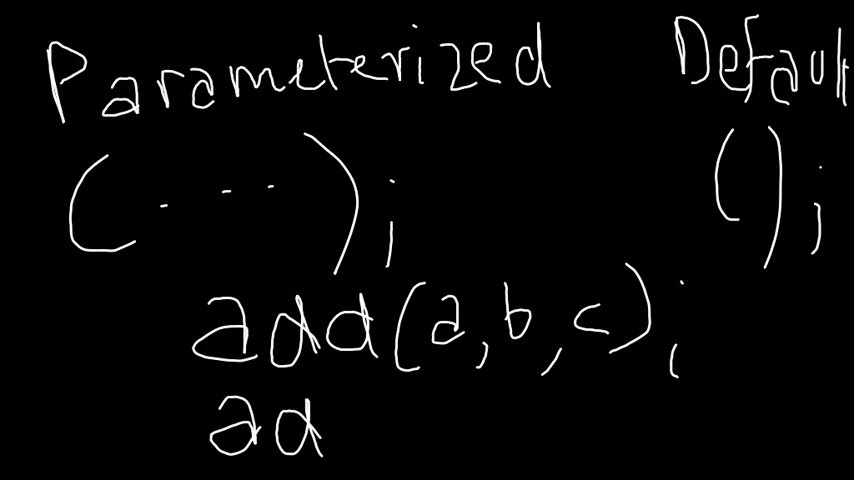 Parameterized Default
(...); ();
add(a,b,c);
ad